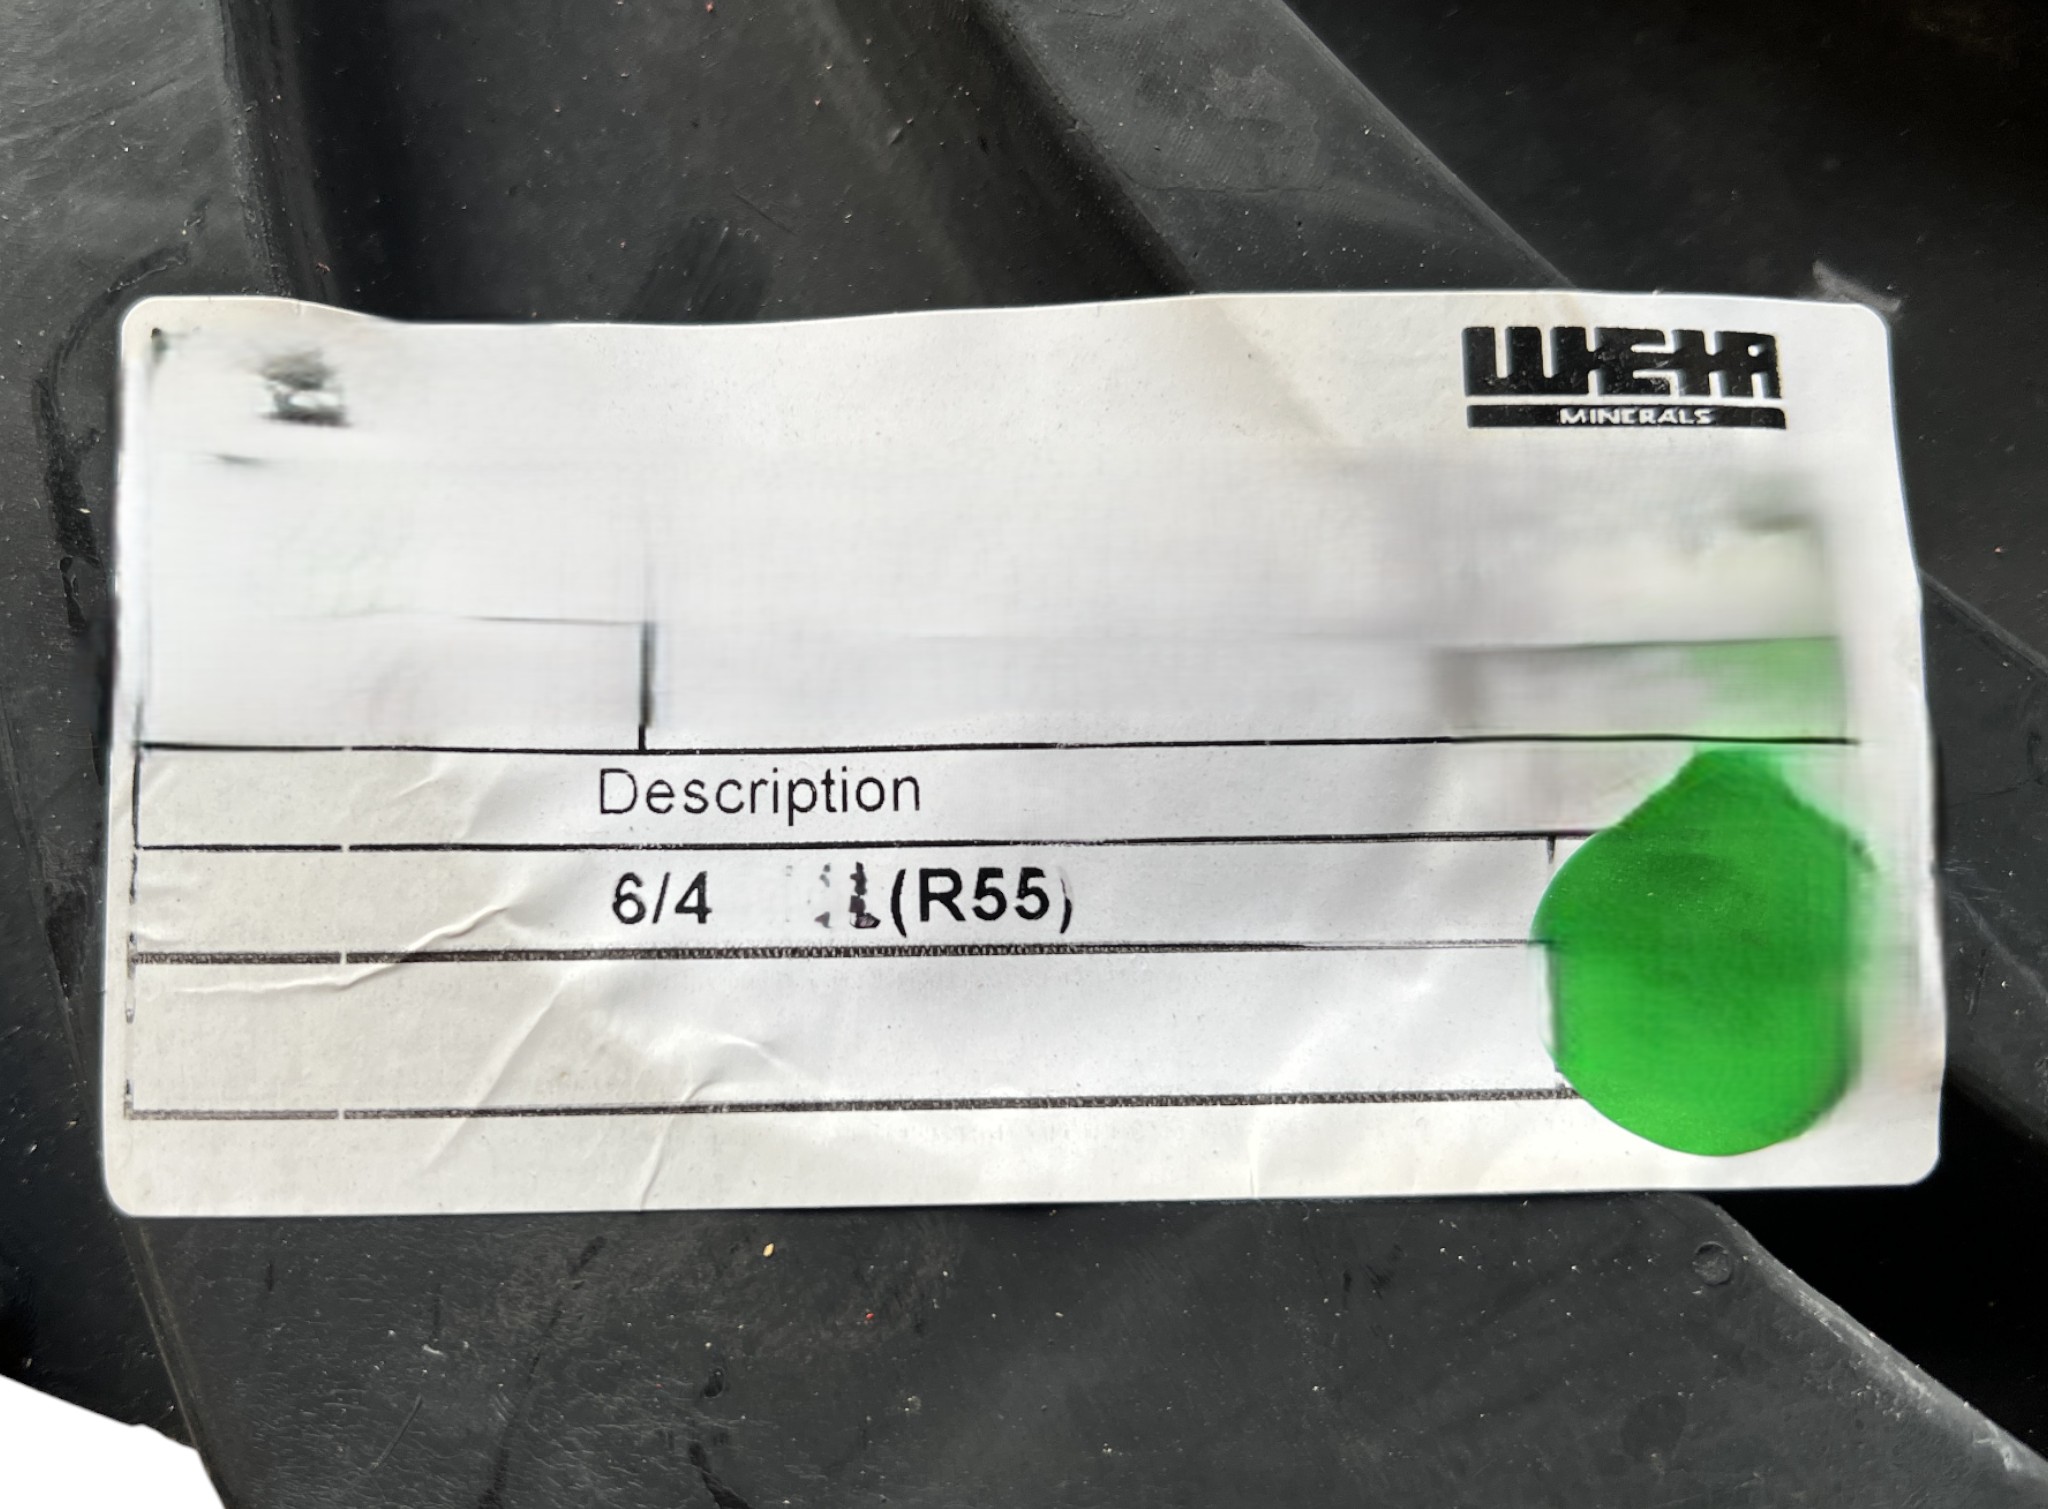 WEIR
MINERALS
Description
6/4 (R55)